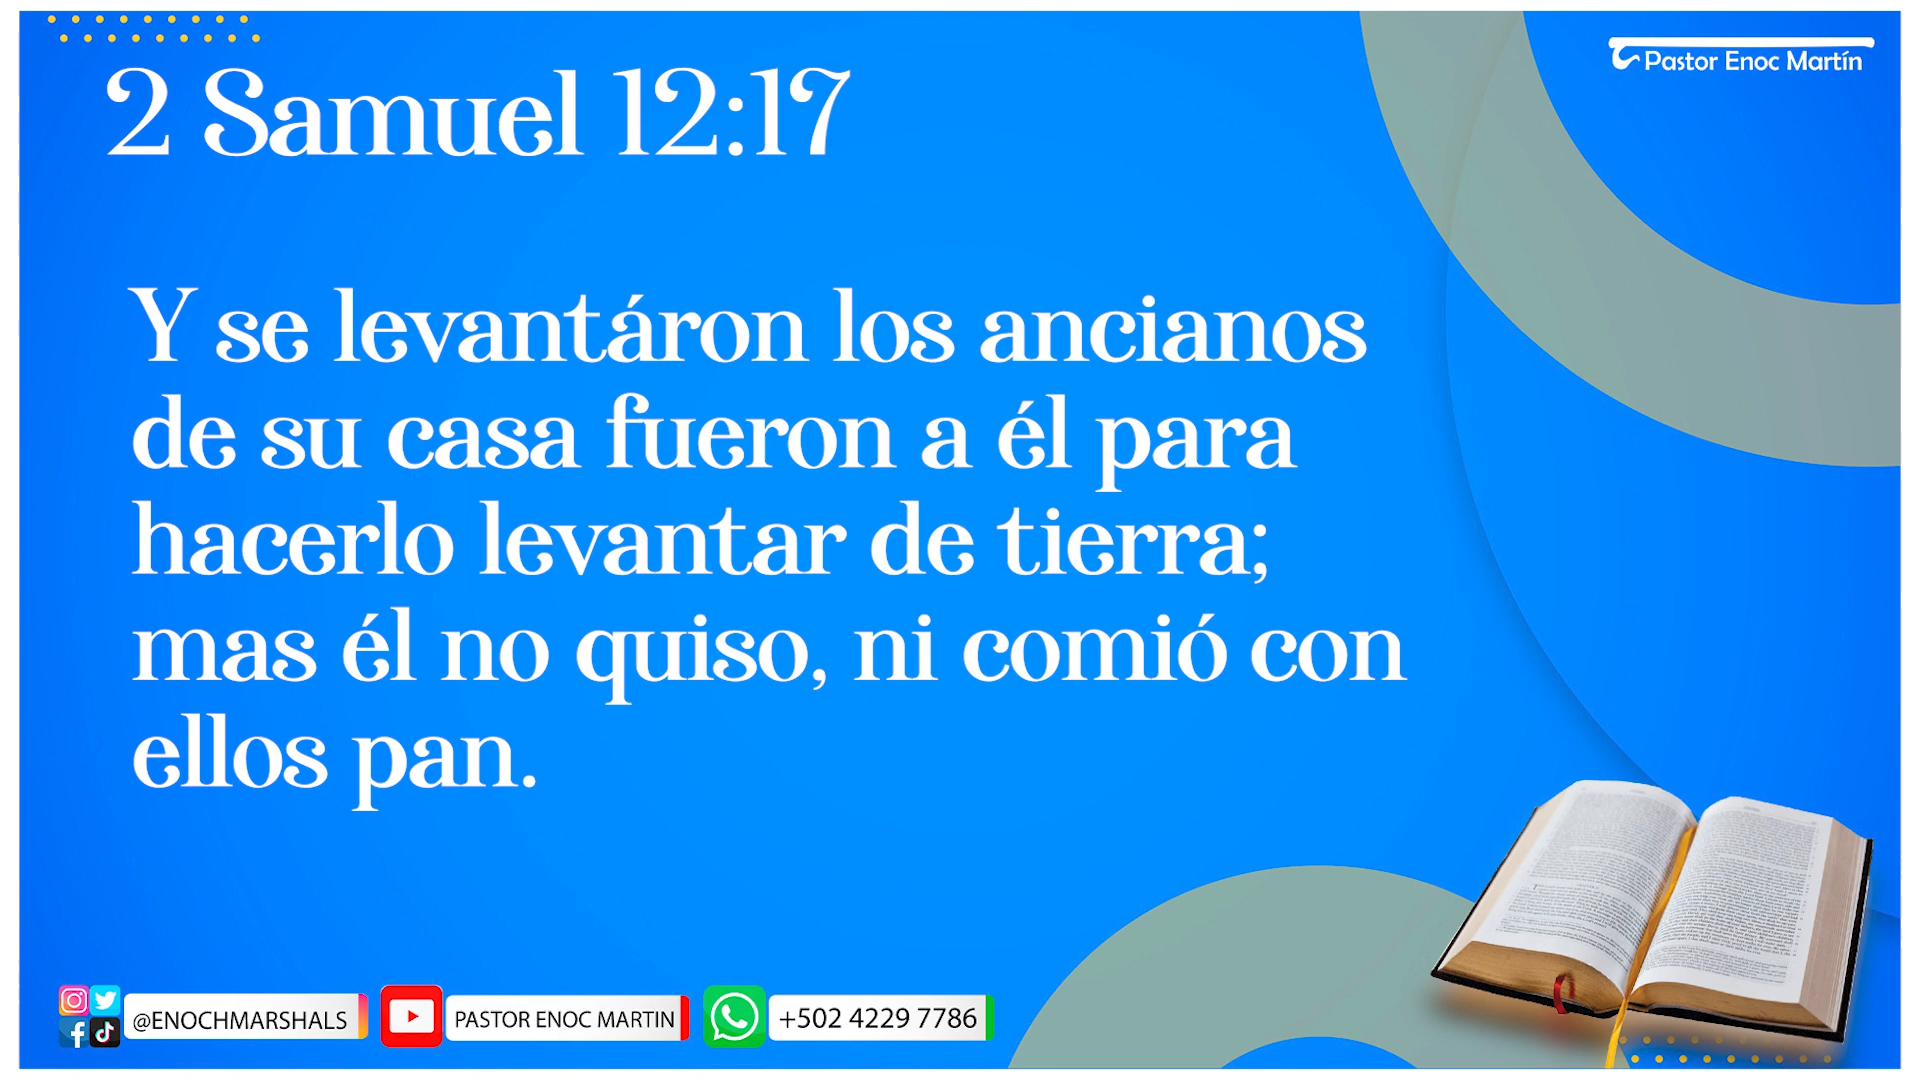 Pastor Enoc Martín
2 Samuel 12:17
Y se levantáron los ancianos
de su casa fueron a él para
hacerlo levantar de tierra;
mas él no quiso, ni comió con
ellos pan.
@ENOCHMARSHALS
PASTOR ENOC MARTIN
+502 4229 7786